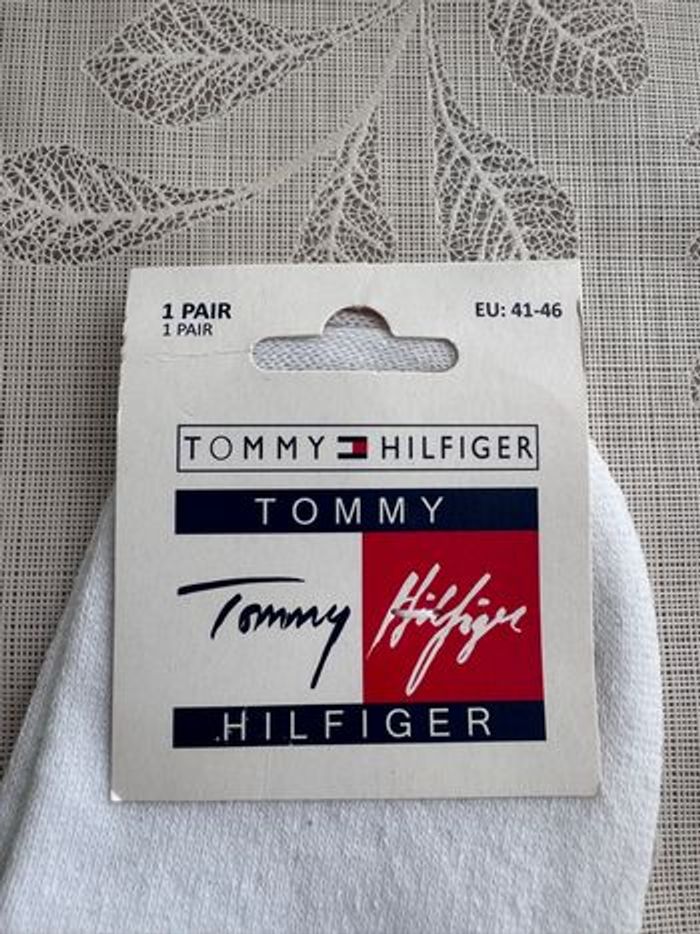 1 PAIR
1 PAIR
EU: 41-46
TOMMY HILFIGER
TOMMY
Tommy Hilfiger
HILFIGER